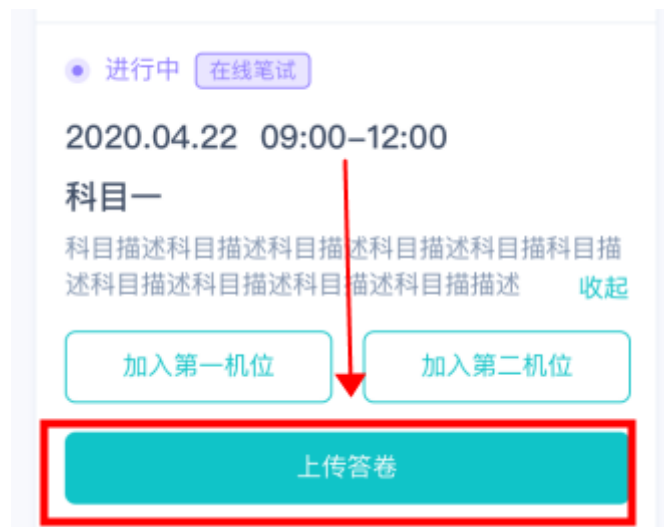 进行中 在线笔试
2020.04.22 09:00-12:00
科目一
科目描述科目描述科目描述科目描述科目描科目描
述科目描述科目描述科目描述科目描描述 收起
加入第一机位 加入第二机位
上传答卷